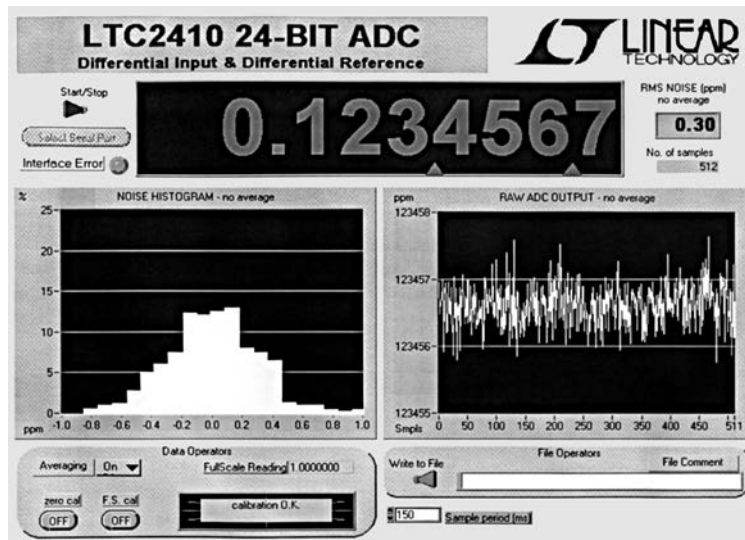 LTC2410 24-BIT ADC
Differential Input & Differential Reference
LINEAR
TECHNOLOGY
Start/Stop
Select Serial Port
Interface Error
0.1234567
RMS NOISE (ppm)
no average
0.30
No. of samples
512
% NOISE HISTOGRAM - no average
25
20
15
10
5
0
ppm -1.0 -0.8 -0.6 -0.4 -0.2 0.0 0.2 0.4 0.6 0.8 1.0
ppm RAW ADC OUTPUT - no average
123458
123457
123456
123455
Smpls 0 50 100 150 200 250 300 350 400 450 511
Data Operators
Averaging On
FullScale Reading 1.0000000
zero cal F.S. cal
OFF OFF
calibration O.K.
File Operators
Write to File
File Comment
150 Sample period (ms)